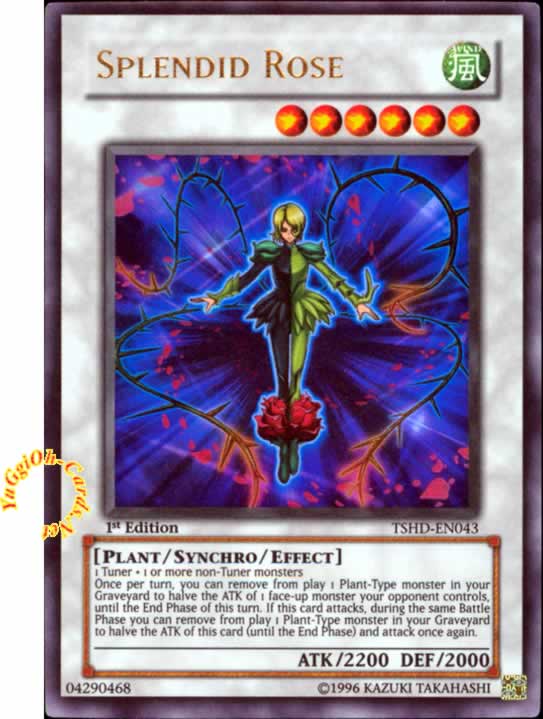 SPLENDID ROSE
WIND
風
1st Edition
TSHD-EN043
[PLANT/SYNCHRO/EFFECT]
1 Tuner + 1 or more non-Tuner monsters
Once per turn, you can remove from play 1 Plant-Type monster in your
Graveyard to halve the ATK of 1 face-up monster your opponent controls,
until the End Phase of this turn. If this card attacks, during the same Battle
Phase you can remove from play 1 Plant-Type monster in your Graveyard
to halve the ATK of this card (until the End Phase) and attack once again.
ATK/2200 DEF/2000
04290468
©1996 KAZUKI TAKAHASHI
YuGgiOh-Cards.Net